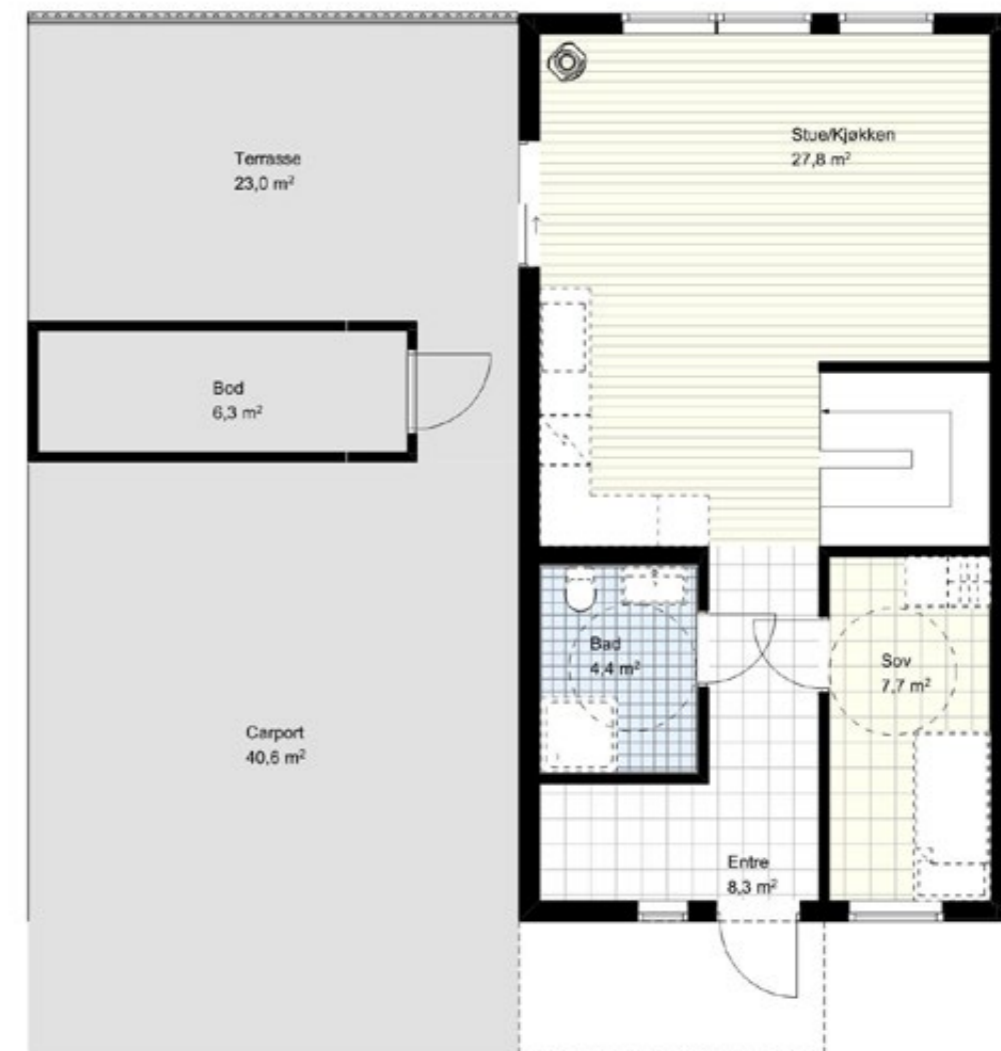 Stue/Kjøkken
27,8 m²
Terrasse
23,0 m²
Bod
6,3 m²
Bad
4,4 m²
Sov
7,7 m²
Carport
40,6 m²
Entre
8,3 m²